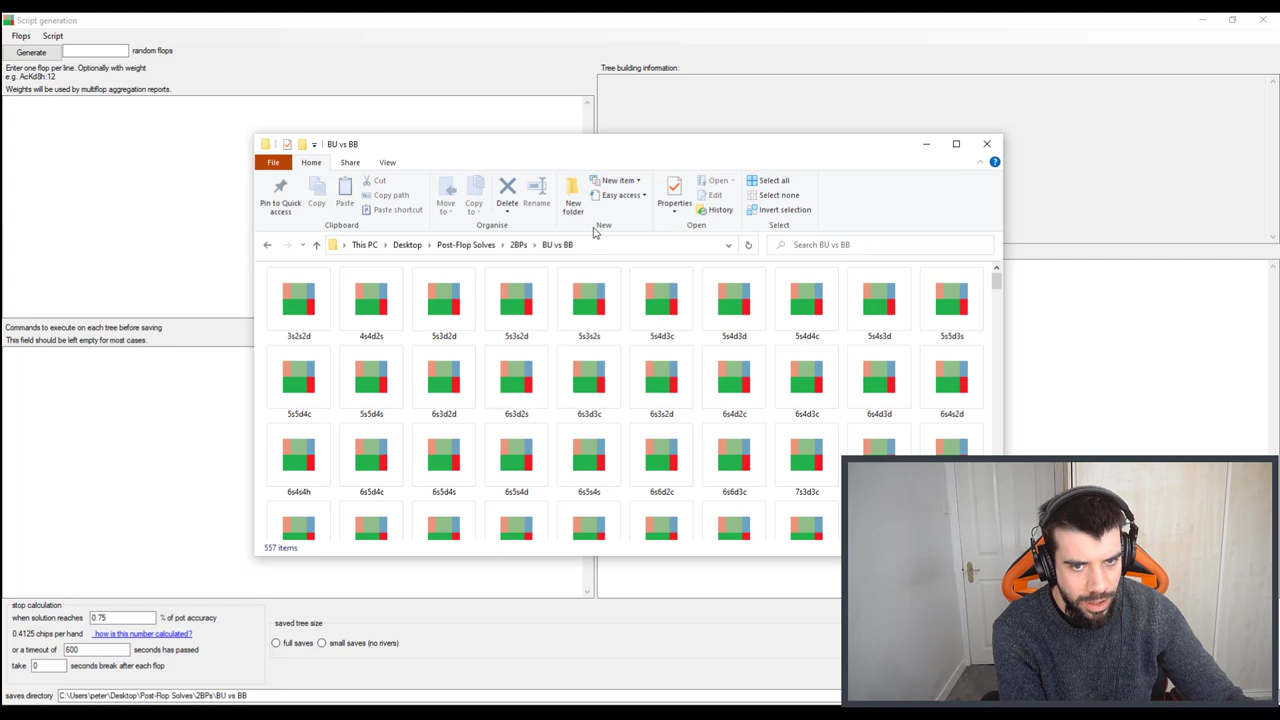 Script generation
Flops Script
Generate random flops
Enter one flop per line. Optionally with weight
e.g. AcKd8h:12
Weights will be used by multiflop aggregation reports.
Tree building information:
BU vs BB
File Home Share View
Pin to Quick access
Copy
Paste
Cut
Copy path
Paste shortcut
Clipboard
Move to
Copy to
Delete
Rename
Organise
New folder
New item
Easy access
New
Properties
Open
Edit
History
Open
Select all
Select none
Invert selection
Select
This PC > Desktop > Post-Flop Solves > 2BPs > BU vs BB
Search BU vs BB
3s2s2d 4s4d2s 5s3d2d 5s3s2d 5s3s2s 5s4d3c 5s4d3d 5s4d4c 5s4s3d 5s5d3s
5s5d4c 5s5d4s 6s3d2d 6s3d2s 6s3d3c 6s3s2d 6s4d2c 6s4d3c 6s4d3d 6s4s2d
6s4s4h 6s5d4c 6s5d4s 6s5s4d 6s5s4s 6s6d2c 6s6d3c 7s3d3c
557 items
Commands to execute on each tree before saving
This field should be left empty for most cases.
stop calculation
when solution reaches 0.75 % of pot accuracy
0.4125 chips per hand how is this number calculated?
or a timeout of 600 seconds has passed
take 0 seconds break after each flop
saved tree size
full saves small saves (no rivers)
saves directory C:\Users\peter\Desktop\Post-Flop Solves\2BPs\BU vs BB